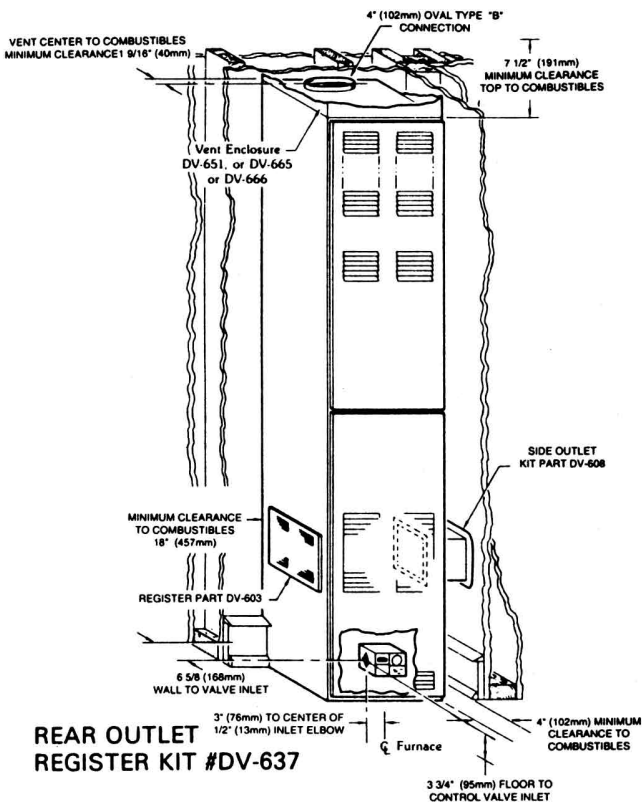 4" (102mm) OVAL TYPE "B"
CONNECTION
VENT CENTER TO COMBUSTIBLES
MINIMUM CLEARANCE1 9/16" (40mm)
7 1/2" (191mm)
MINIMUM CLEARANCE
TOP TO COMBUSTIBLES
Vent Enclosure
DV-651, or DV-665
or DV-666
SIDE OUTLET
KIT PART DV-608
MINIMUM CLEARANCE
TO COMBUSTIBLES
18" (457mm)
REGISTER PART DV-603
6 5/8 (168mm)
WALL TO VALVE INLET
3" (76mm) TO CENTER OF
1/2" (13mm) INLET ELBOW
℄ Furnace
4" (102mm) MINIMUM
CLEARANCE TO
COMBUSTIBLES
REAR OUTLET
REGISTER KIT #DV-637
3 3/4" (95mm) FLOOR TO
CONTROL VALVE INLET